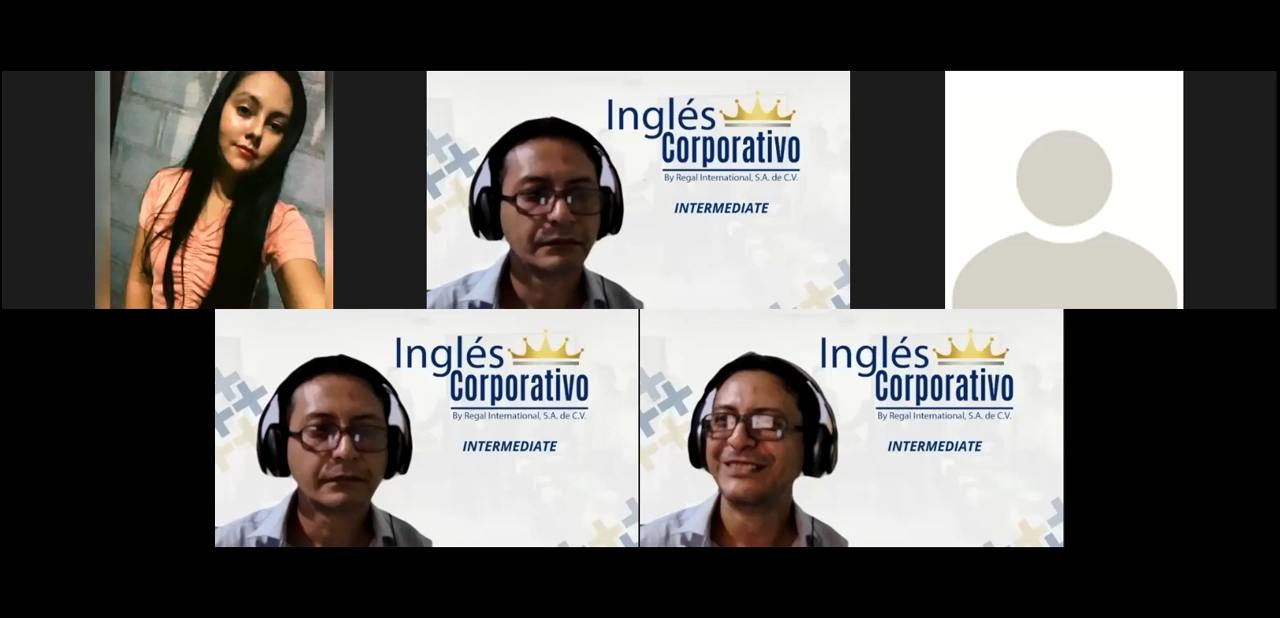 Inglés
Corporativo
By Regal International, S.A. de C.V.
INTERMEDIATE
Inglés
Corporativo
By Regal International, S.A. de C.V.
INTERMEDIATE
Inglés
Corporativo
By Regal International, S.A. de C.V.
INTERMEDIATE